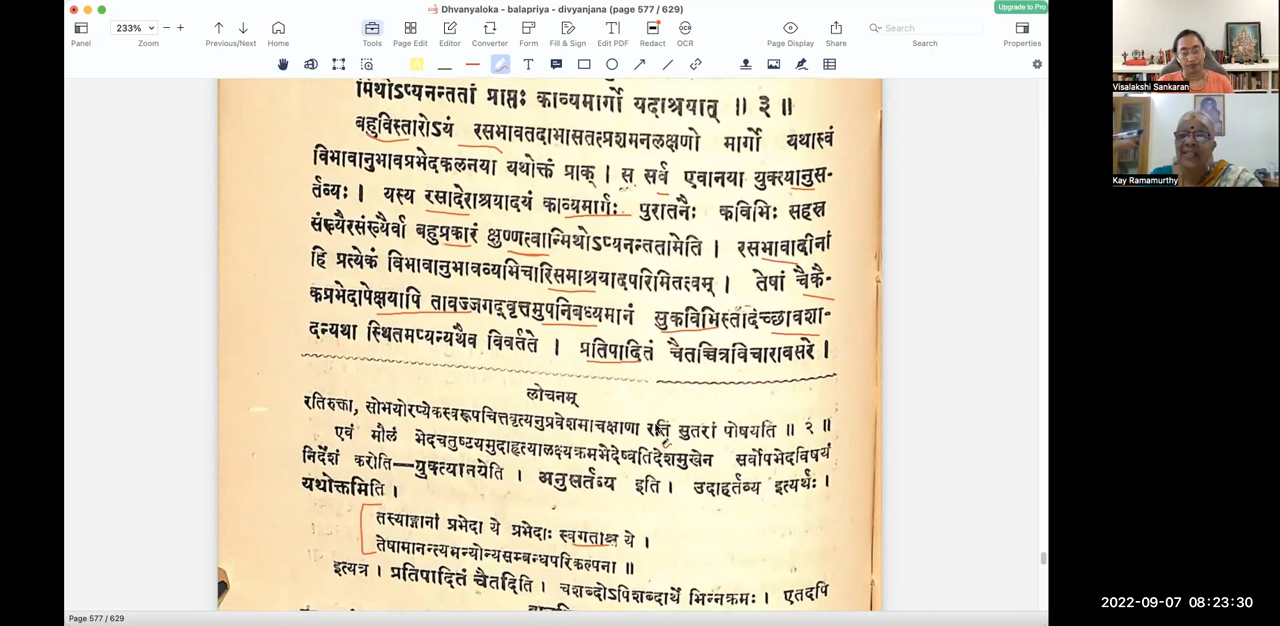 Dhvanyaloka - balapriya - divyanjana (page 577 / 629)
Upgrade to Pro
Panel
233%
Zoom
Previous/Next
Home
Tools
Page Edit
Editor
Converter
Form
Fill & Sign
Edit PDF
Redact
OCR
Page Display
Share
Search
Search
Properties
मिथोऽप्यनन्ततां प्राप्तः काव्यमार्गो यदाश्रयात् ॥ ३ ॥
बहुविस्तारोऽयं रसभावतदाभासतत्प्रशमनलक्षणो मार्गो यथास्वं
विभावानुभावप्रभेदकलनया यथोक्तं प्राक् । स सर्व एवानया युक्त्यानुस-
र्तव्यः । यस्य रसादेराश्रयादयं काव्यमार्गः पुरातनैः कविभिः सहस्र
संख्यैरसंख्यैर्वा बहुप्रकारं क्षुण्णत्वान्मिथोऽप्यनन्ततामेति । रसभावादीनां
हि प्रत्येकं विभावानुभावव्यभिचारिसमाश्रयादपरिमितत्वम् । तेषां चैकै-
कप्रभेदापेक्षयापि तावज्जगद्वृत्तमुपनिबध्यमानं सुकविभिस्तदिच्छावशा-
दन्यथा स्थितमप्यन्यथैव विवर्तते । प्रतिपादितं चैतच्चित्रविचारावसरे ।
लोचनम्
रतिरुक्ता, सोभयोरप्येकस्वरूपचित्तवृत्त्यनुप्रवेशमाचक्षाणा रतिं सुतरां पोषयति ॥ २ ॥
एवं मौलं भेदचतुष्टयमुदाहृत्यालक्ष्यक्रमभेदेष्वतिदेशमुखेन सर्वोपभेदविषयं
निर्देशं करोति—युक्त्यानयेति । अनुसर्तव्य इति । उदाहर्तव्य इत्यर्थः ।
यथोक्तमिति ।
तस्याङ्गानां प्रभेदा ये प्रभेदाः स्वगताश्च ये ।
तेषामानन्त्यमन्योन्यसम्बन्धपरिकल्पना ॥
इत्यत्र । प्रतिपादितं चैतदिति । चशब्दोऽपिशब्दार्थे भिन्नक्रमः । एतदपि
Page 577 / 629
Visalakshi Sankaran
Kay Ramamurthy
2022-09-07 08:23:30